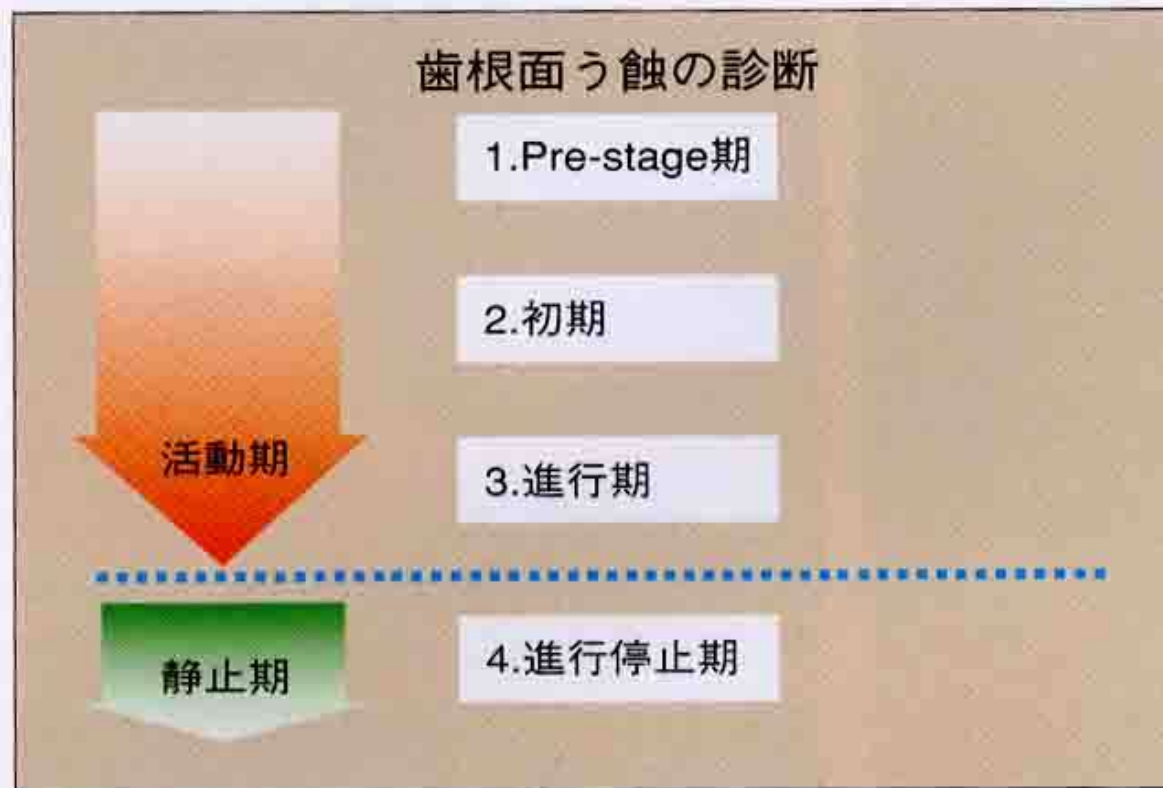 歯根面う蝕の診断
1.Pre-stage期
2.初期
活動期
3.進行期
静止期
4.進行停止期